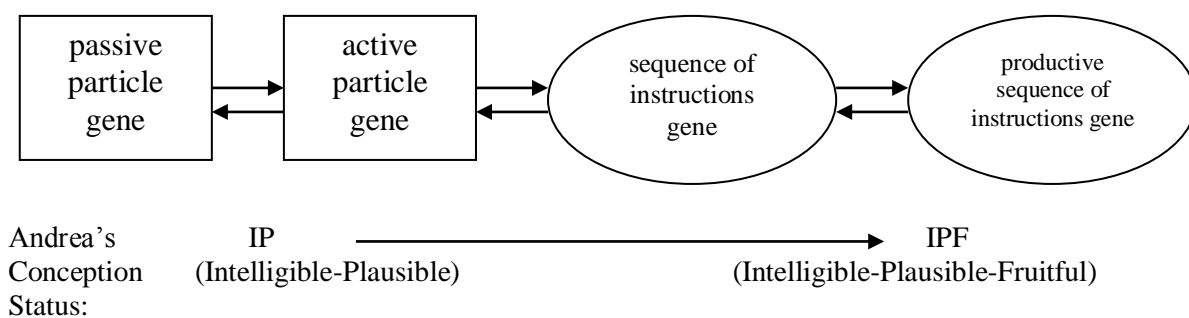 passive
particle
gene
active
particle
gene
sequence of
instructions
gene
productive
sequence of
instructions gene
Andrea’s IP IPF
Conception (Intelligible-Plausible) (Intelligible-Plausible-Fruitful)
Status: